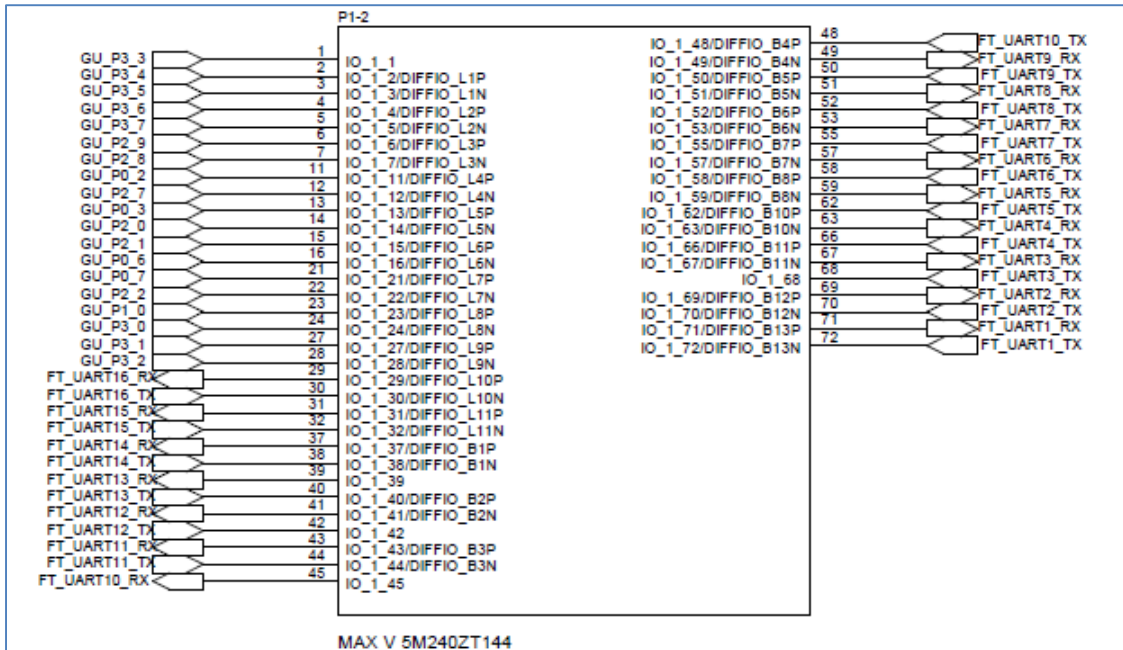 P1-2
GU_P3_3 1 IO_1_1
GU_P3_4 2 IO_1_2/DIFFIO_L1P
GU_P3_5 3 IO_1_3/DIFFIO_L1N
GU_P3_6 4 IO_1_4/DIFFIO_L2P
GU_P3_7 5 IO_1_5/DIFFIO_L2N
GU_P2_9 6 IO_1_6/DIFFIO_L3P
GU_P2_8 7 IO_1_7/DIFFIO_L3N
GU_P0_2 11 IO_1_11/DIFFIO_L4P
GU_P2_7 12 IO_1_12/DIFFIO_L4N
GU_P0_3 13 IO_1_13/DIFFIO_L5P
GU_P2_0 14 IO_1_14/DIFFIO_L5N
GU_P2_1 15 IO_1_15/DIFFIO_L6P
GU_P0_6 16 IO_1_16/DIFFIO_L6N
GU_P0_7 21 IO_1_21/DIFFIO_L7P
GU_P2_2 22 IO_1_22/DIFFIO_L7N
GU_P1_0 23 IO_1_23/DIFFIO_L8P
GU_P3_0 24 IO_1_24/DIFFIO_L8N
GU_P3_1 27 IO_1_27/DIFFIO_L9P
GU_P3_2 28 IO_1_28/DIFFIO_L9N
FT_UART16_RX 29 IO_1_29/DIFFIO_L10P
FT_UART16_TX 30 IO_1_30/DIFFIO_L10N
FT_UART15_RX 31 IO_1_31/DIFFIO_L11P
FT_UART15_TX 32 IO_1_32/DIFFIO_L11N
FT_UART14_RX 37 IO_1_37/DIFFIO_B1P
FT_UART14_TX 38 IO_1_38/DIFFIO_B1N
FT_UART13_RX 39 IO_1_39
FT_UART13_TX 40 IO_1_40/DIFFIO_B2P
FT_UART12_RX 41 IO_1_41/DIFFIO_B2N
FT_UART12_TX 42 IO_1_42
FT_UART11_RX 43 IO_1_43/DIFFIO_B3P
FT_UART11_TX 44 IO_1_44/DIFFIO_B3N
FT_UART10_RX 45 IO_1_45
IO_1_48/DIFFIO_B4P 48 FT_UART10_TX
IO_1_49/DIFFIO_B4N 49 FT_UART9_RX
IO_1_50/DIFFIO_B5P 50 FT_UART9_TX
IO_1_51/DIFFIO_B5N 51 FT_UART8_RX
IO_1_52/DIFFIO_B6P 52 FT_UART8_TX
IO_1_53/DIFFIO_B6N 53 FT_UART7_RX
IO_1_55/DIFFIO_B7P 55 FT_UART7_TX
IO_1_57/DIFFIO_B7N 57 FT_UART6_RX
IO_1_58/DIFFIO_B8P 58 FT_UART6_TX
IO_1_59/DIFFIO_B8N 59 FT_UART5_RX
IO_1_62/DIFFIO_B10P 62 FT_UART5_TX
IO_1_63/DIFFIO_B10N 63 FT_UART4_RX
IO_1_66/DIFFIO_B11P 66 FT_UART4_TX
IO_1_67/DIFFIO_B11N 67 FT_UART3_RX
IO_1_68 68 FT_UART3_TX
IO_1_69/DIFFIO_B12P 69 FT_UART2_RX
IO_1_70/DIFFIO_B12N 70 FT_UART2_TX
IO_1_71/DIFFIO_B13P 71 FT_UART1_RX
IO_1_72/DIFFIO_B13N 72 FT_UART1_TX
MAX V 5M240ZT144